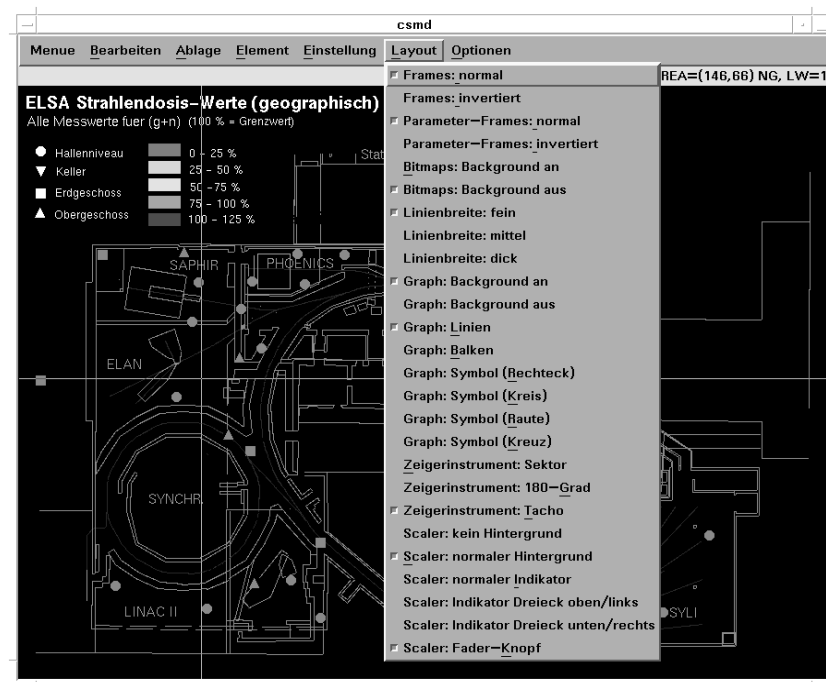 csmd
Menue Bearbeiten Ablage Element Einstellung Layout Optionen
REA=(146,66) NG, LW=1
ELSA Strahlendosis-Werte (geographisch)
Alle Messwerte fuer (g+n) (100 % = Grenzwert)
Hallenniveau 0 - 25 %
Keller 25 - 50 %
Erdgeschoss 50 -75 %
75 - 100 %
Obergeschoss 100 - 125 %
Stat
SAPHIR
PHOENICS
ELAN
SYNCHR.
LINAC II
SYLI
Frames: normal
Frames: invertiert
Parameter-Frames: normal
Parameter-Frames: invertiert
Bitmaps: Background an
Bitmaps: Background aus
Linienbreite: fein
Linienbreite: mittel
Linienbreite: dick
Graph: Background an
Graph: Background aus
Graph: Linien
Graph: Balken
Graph: Symbol (Rechteck)
Graph: Symbol (Kreis)
Graph: Symbol (Raute)
Graph: Symbol (Kreuz)
Zeigerinstrument: Sektor
Zeigerinstrument: 180-Grad
Zeigerinstrument: Tacho
Scaler: kein Hintergrund
Scaler: normaler Hintergrund
Scaler: normaler Indikator
Scaler: Indikator Dreieck oben/links
Scaler: Indikator Dreieck unten/rechts
Scaler: Fader-Knopf